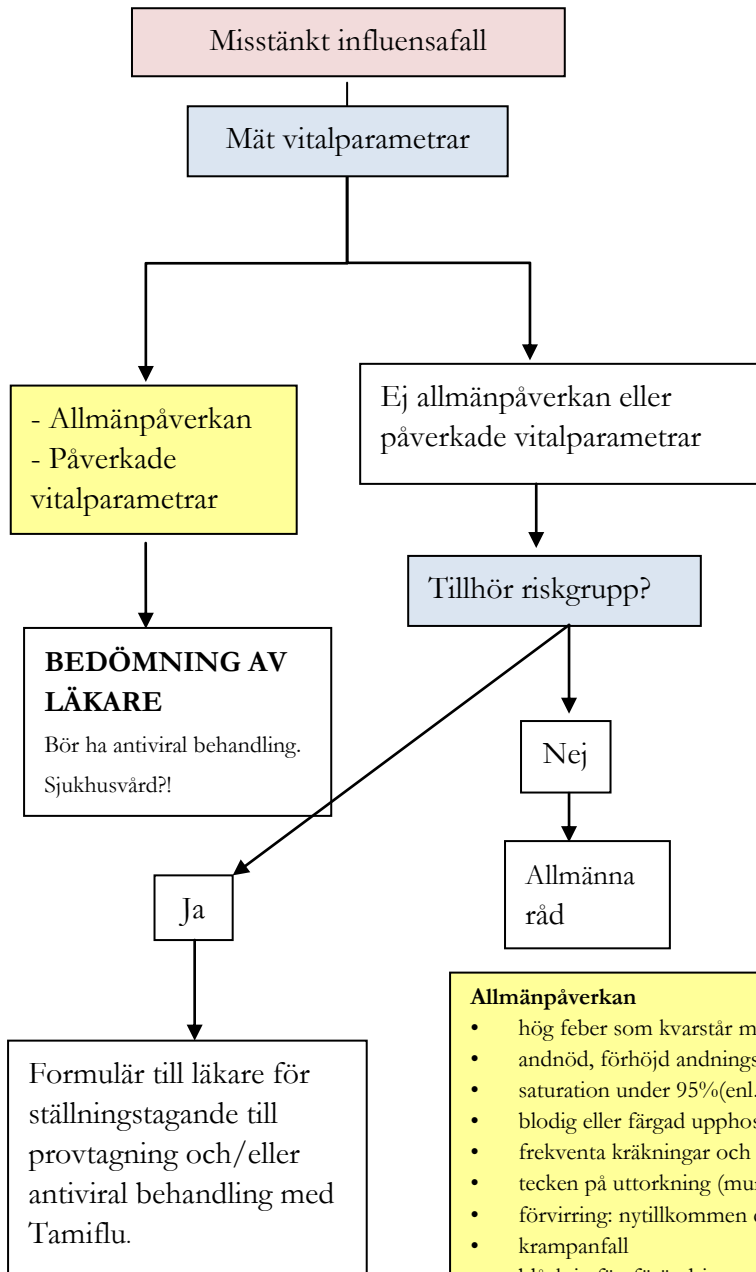 Misstänkt influensafall
Mät vitalparametrar
- Allmänpåverkan
- Påverkade
vitalparametrar
Ej allmänpåverkan eller
påverkade vitalparametrar
Tillhör riskgrupp?
BEDÖMNING AV
LÄKARE
Bör ha antiviral behandling.
Sjukhusvård?!
Nej
Ja
Allmänna
råd
Formulär till läkare för
ställningstagande till
provtagning och/eller
antiviral behandling med
Tamiflu.
Allmänpåverkan
• hög feber som kvarstår
• andnöd, förhöjd
• saturation under 95%(enl.
• blodig eller färgad
• frekventa kräkningar och
• tecken på uttorkning
• förvirring: nytillkommen
• krampanfall